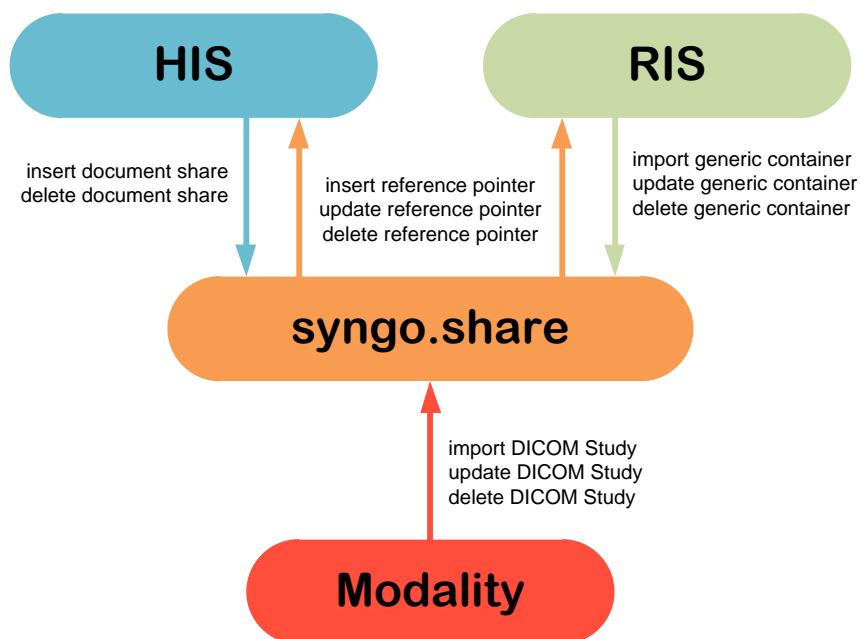 HIS
RIS
insert document share
delete document share
insert reference pointer
update reference pointer
delete reference pointer
import generic container
update generic container
delete generic container
syngo.share
import DICOM Study
update DICOM Study
delete DICOM Study
Modality